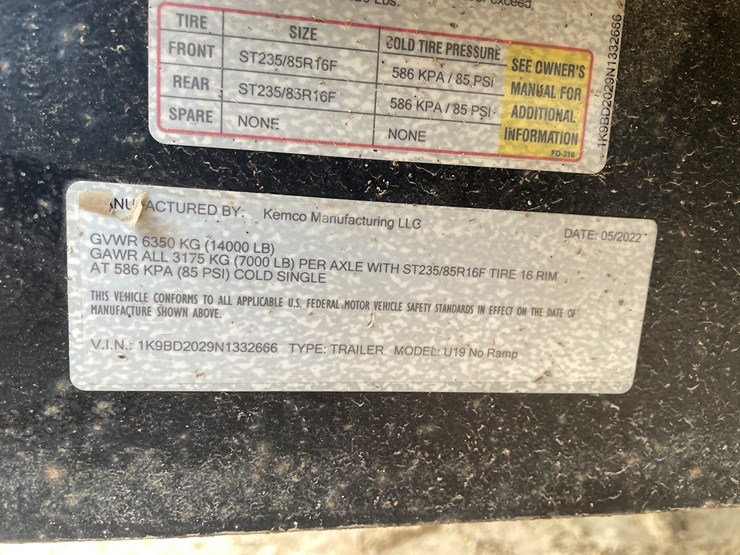 exceed
TIRE SIZE COLD TIRE PRESSURE
FRONT ST235/85R16F 586 KPA / 85 PSI
REAR ST235/85R16F 586 KPA / 85 PSI
SPARE NONE NONE
SEE OWNER'S
MANUAL FOR
ADDITIONAL
INFORMATION
FD-316
1K9BD2029N1332666
ANUFACTURED BY: Kemco Manufacturing LLC DATE: 05/2022
GVWR 6350 KG (14000 LB)
GAWR ALL 3175 KG (7000 LB) PER AXLE WITH ST235/85R16F TIRE 16 RIM
AT 586 KPA (85 PSI) COLD SINGLE
THIS VEHICLE CONFORMS TO ALL APPLICABLE U.S. FEDERAL MOTOR VEHICLE SAFETY STANDARDS IN EFFECT ON THE DATE OF
MANUFACTURE SHOWN ABOVE.
V.I.N.: 1K9BD2029N1332666 TYPE: TRAILER MODEL: U19 No Ramp